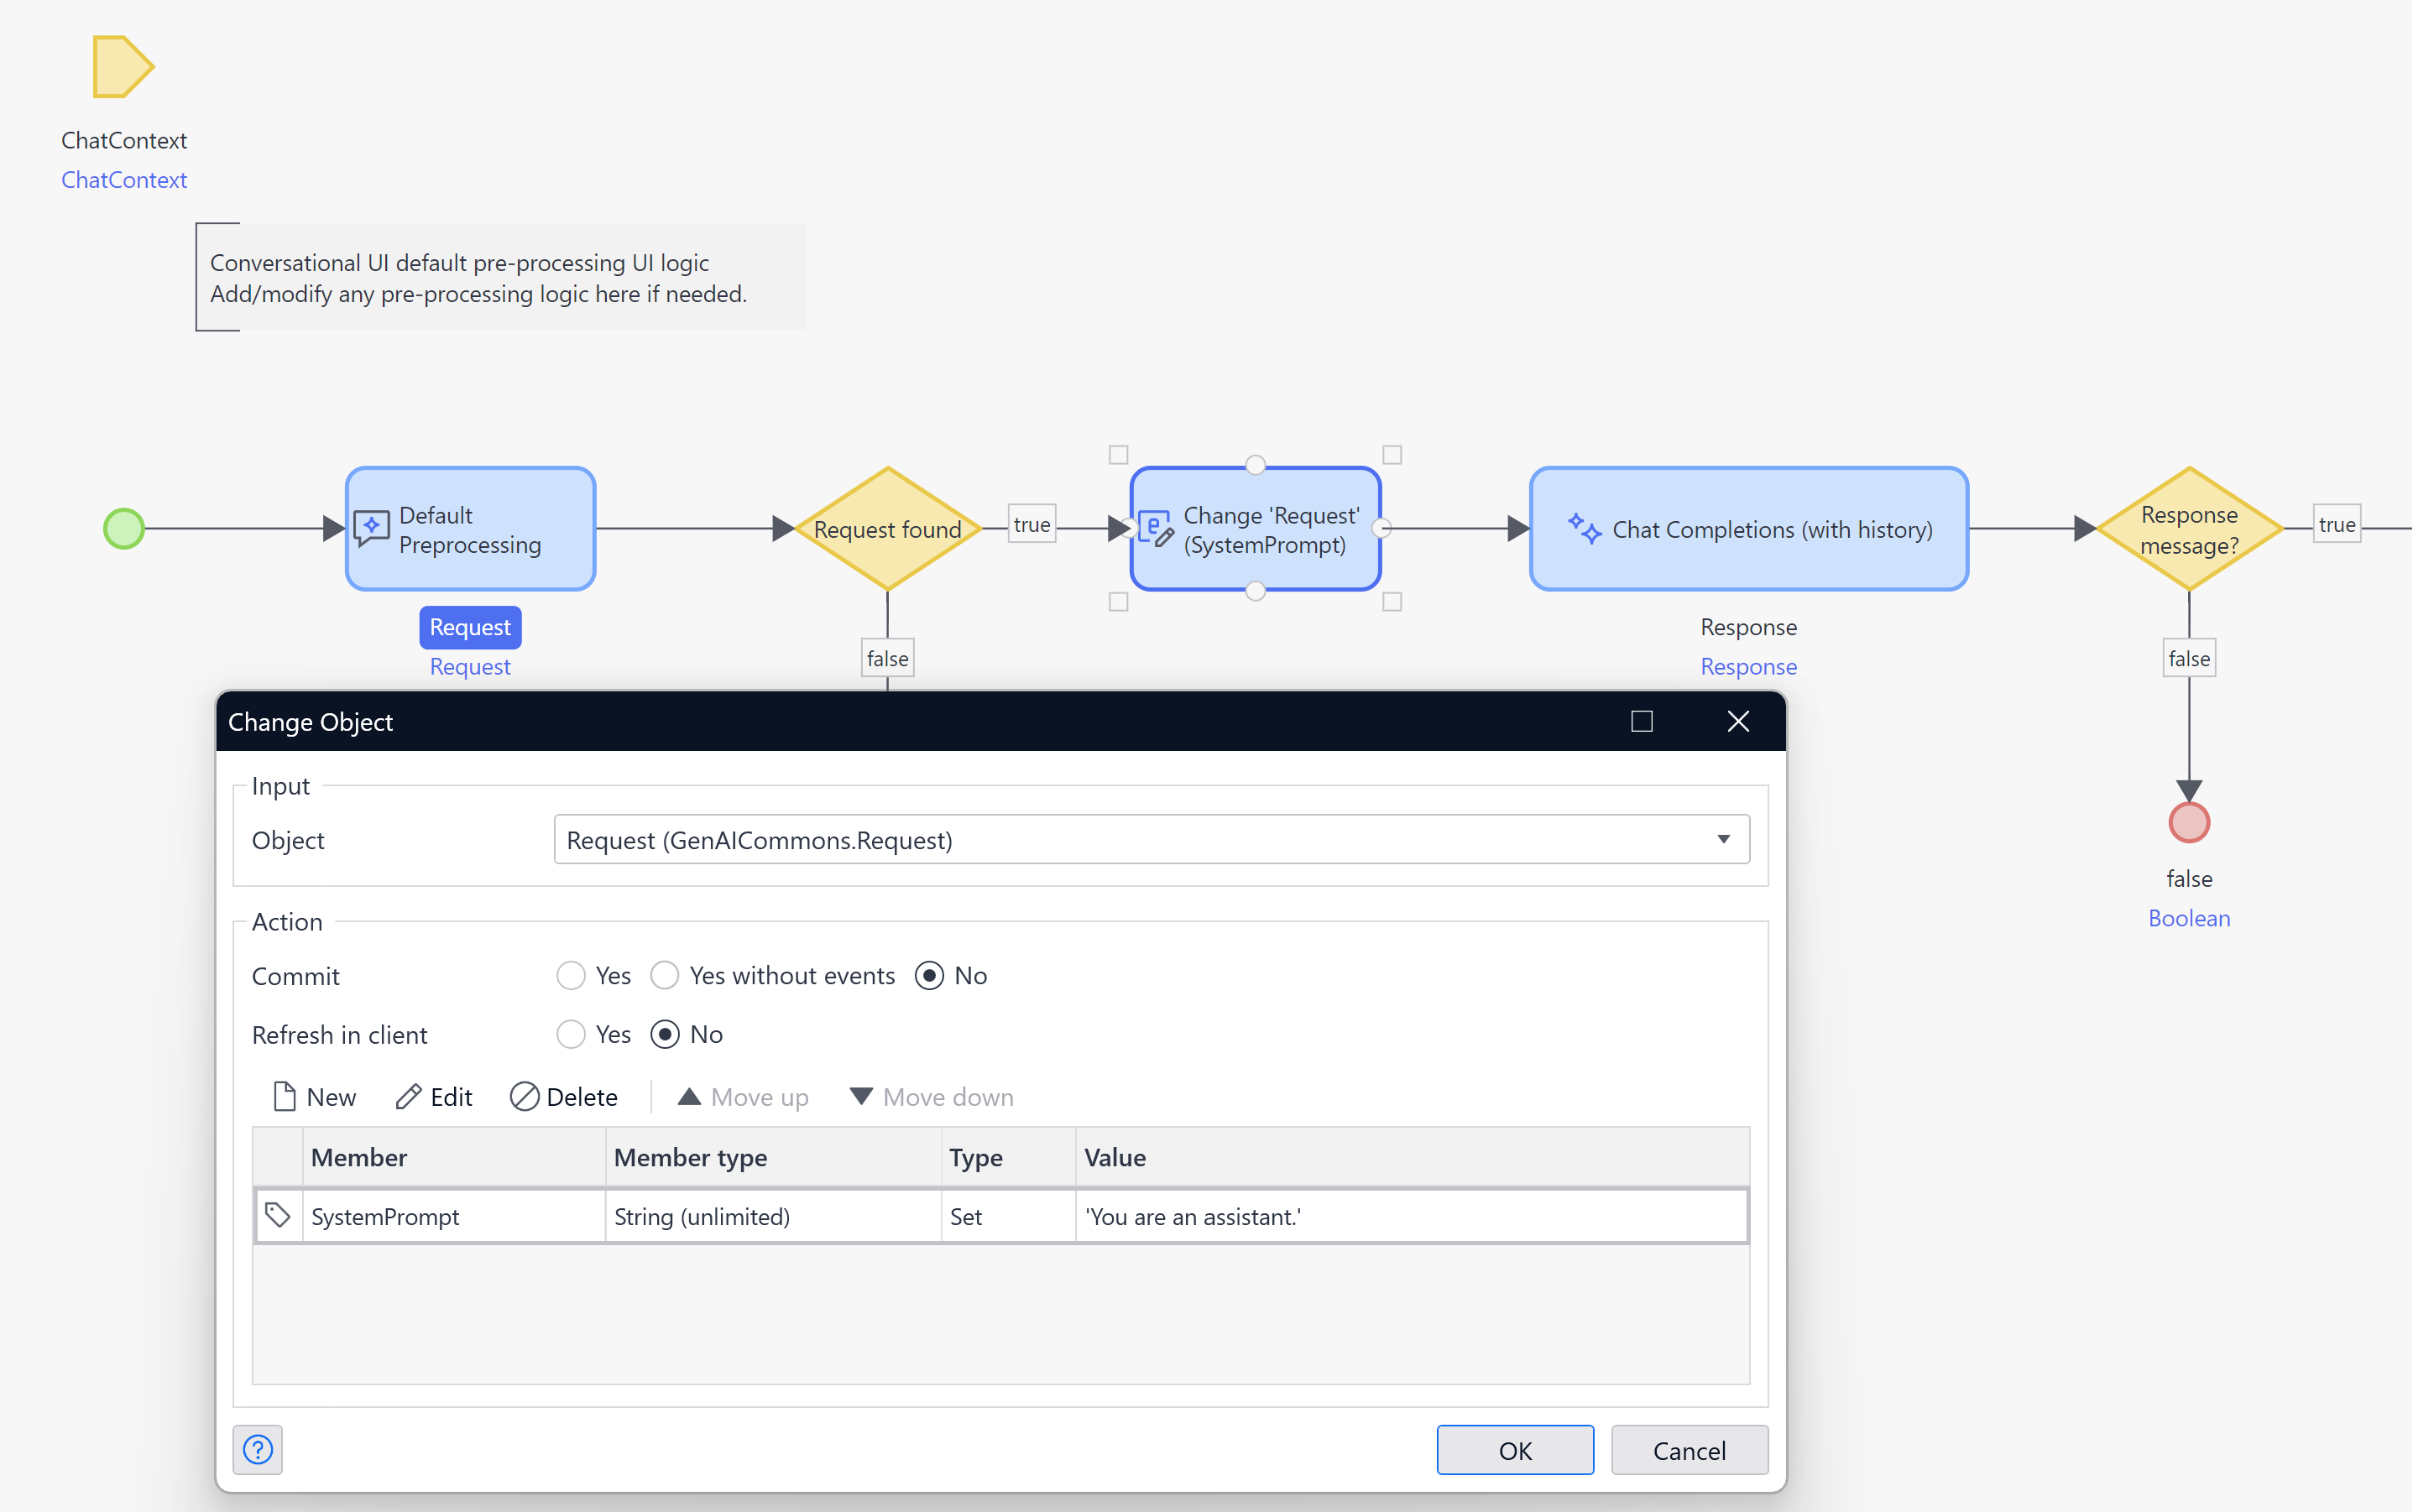 ChatContext
ChatContext
Conversational UI default pre-processing UI logic
Add/modify any pre-processing logic here if needed.
Default
Preprocessing
Request
Request
Request found
true
false
Change 'Request'
(SystemPrompt)
Chat Completions (with history)
Response
Response
Response
message?
true
false
false
Boolean
Change Object
Input
Object
Request (GenAICommons.Request)
Action
Commit
Yes
Yes without events
No
Refresh in client
Yes
No
New
Edit
Delete
Move up
Move down
Member
Member type
Type
Value
SystemPrompt
String (unlimited)
Set
'You are an assistant.'
?
OK
Cancel